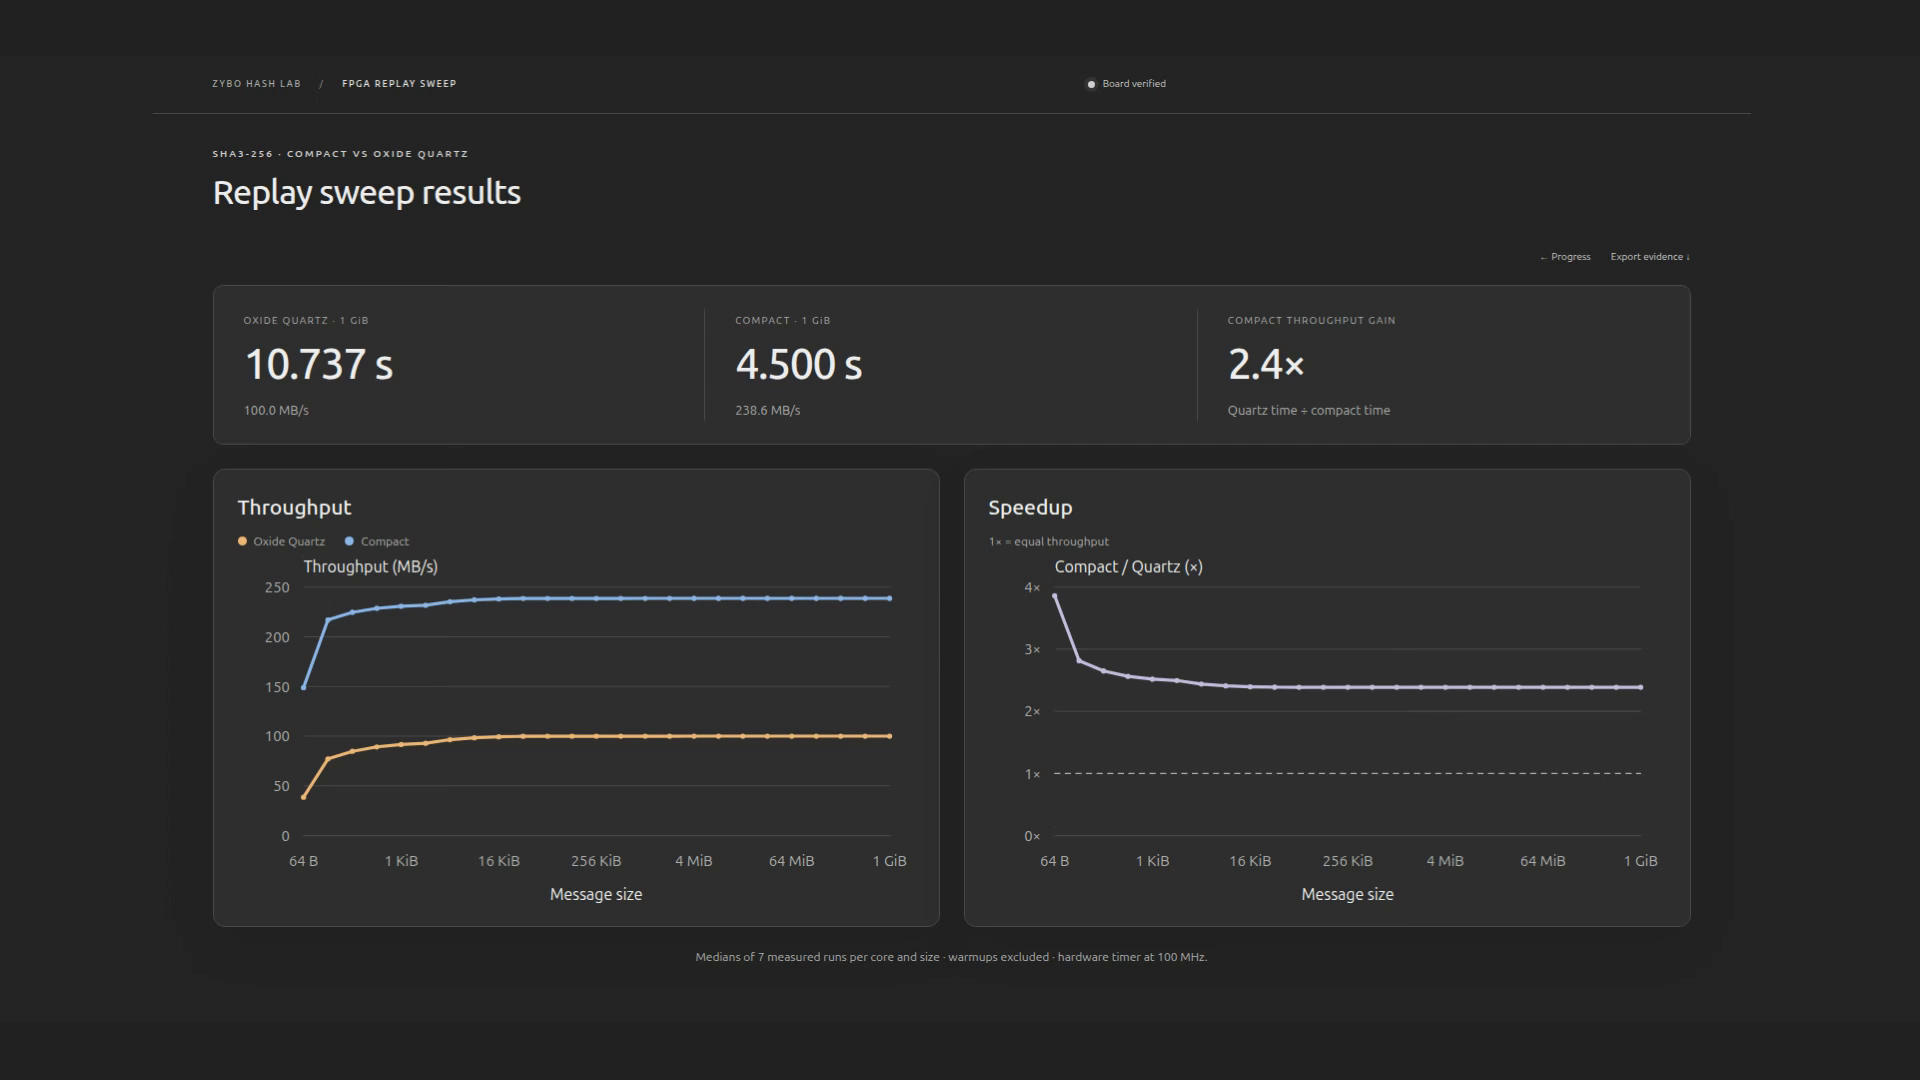 ZYBO HASH LAB / FPGA REPLAY SWEEP
Board verified
SHA3-256 · COMPACT VS OXIDE QUARTZ
Replay sweep results
← Progress
Export evidence ↓
OXIDE QUARTZ · 1 GiB
10.737 s
100.0 MB/s
COMPACT · 1 GiB
4.500 s
238.6 MB/s
COMPACT THROUGHPUT GAIN
2.4×
Quartz time ÷ compact time
Throughput
Oxide Quartz
Compact
Throughput (MB/s)
250
200
150
100
50
0
64 B 1 KiB 16 KiB 256 KiB 4 MiB 64 MiB 1 GiB
Message size
Speedup
1× = equal throughput
Compact / Quartz (×)
4×
3×
2×
1×
0×
64 B 1 KiB 16 KiB 256 KiB 4 MiB 64 MiB 1 GiB
Message size
Medians of 7 measured runs per core and size · warmups excluded · hardware timer at 100 MHz.